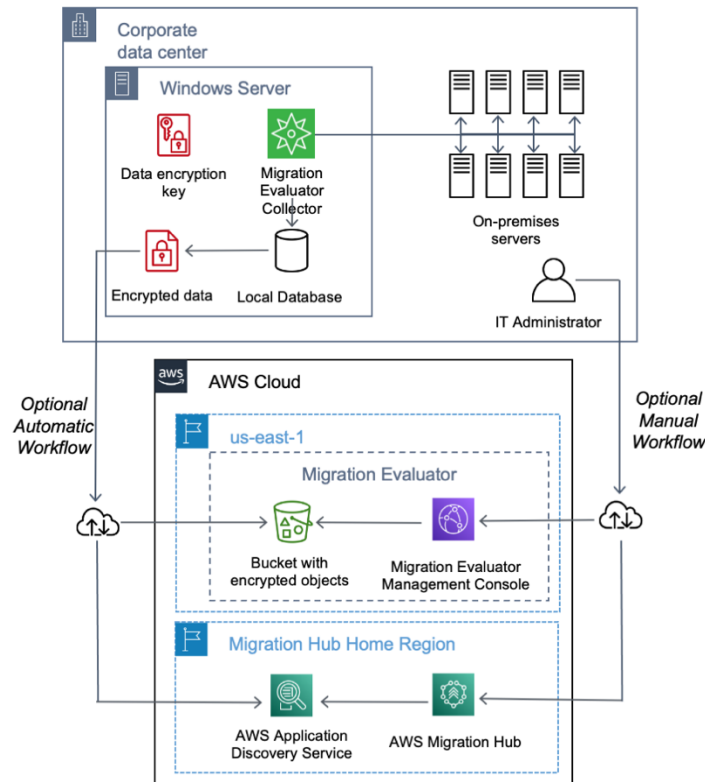 Corporate
data center
Windows Server
Data encryption
key
Migration
Evaluator
Collector
On-premises
servers
Encrypted data
Local Database
IT Administrator
aws
AWS Cloud
Optional
Automatic
Workflow
Optional
Manual
Workflow
us-east-1
Migration Evaluator
Bucket with
encrypted objects
Migration Evaluator
Management Console
Migration Hub Home Region
AWS Application
Discovery Service
AWS Migration Hub